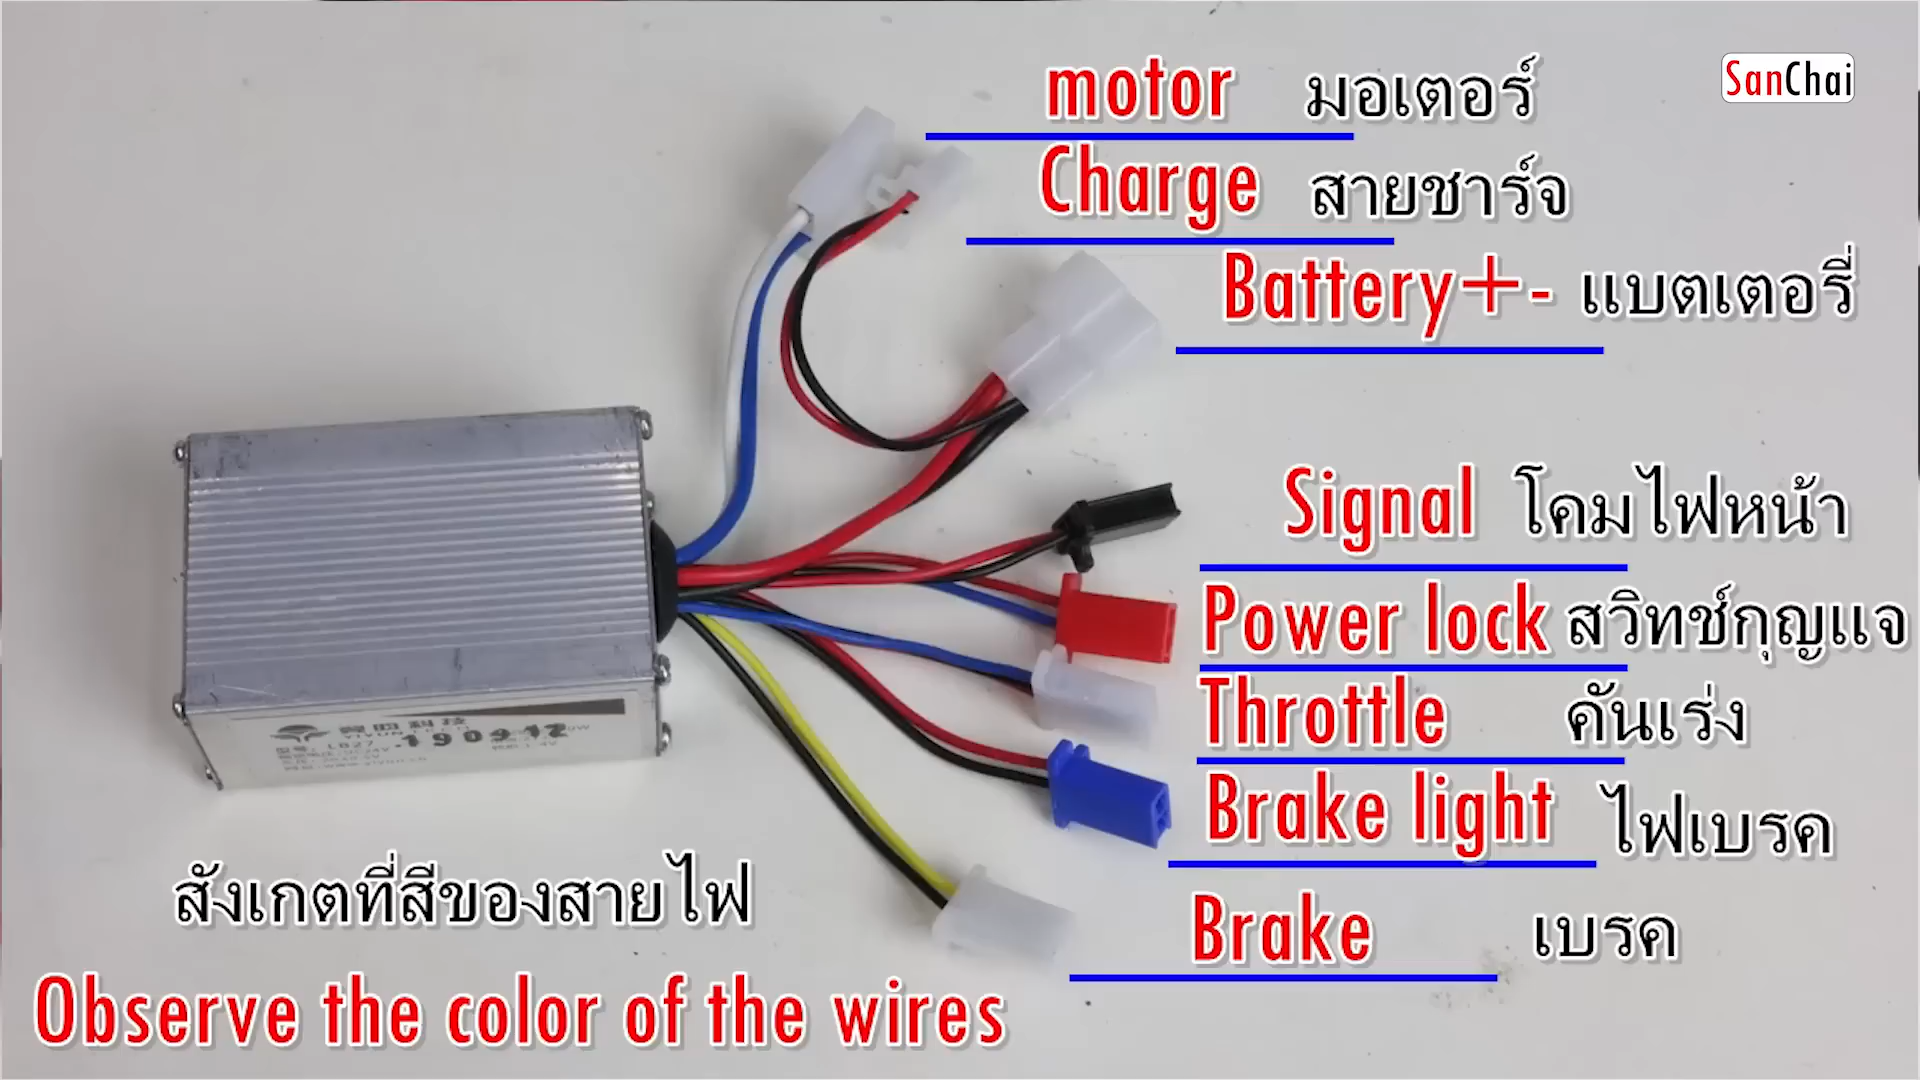 SanChai
motor มอเตอร์
Charge สายชาร์จ
Battery+- แบตเตอรี่
Signal โคมไฟหน้า
Power lock สวิทช์กุญแจ
Throttle คันเร่ง
Brake light ไฟเบรค
Brake เบรค
YIYUN
LB27
190912
สังเกตที่สีของสายไฟ
Observe the color of the wires